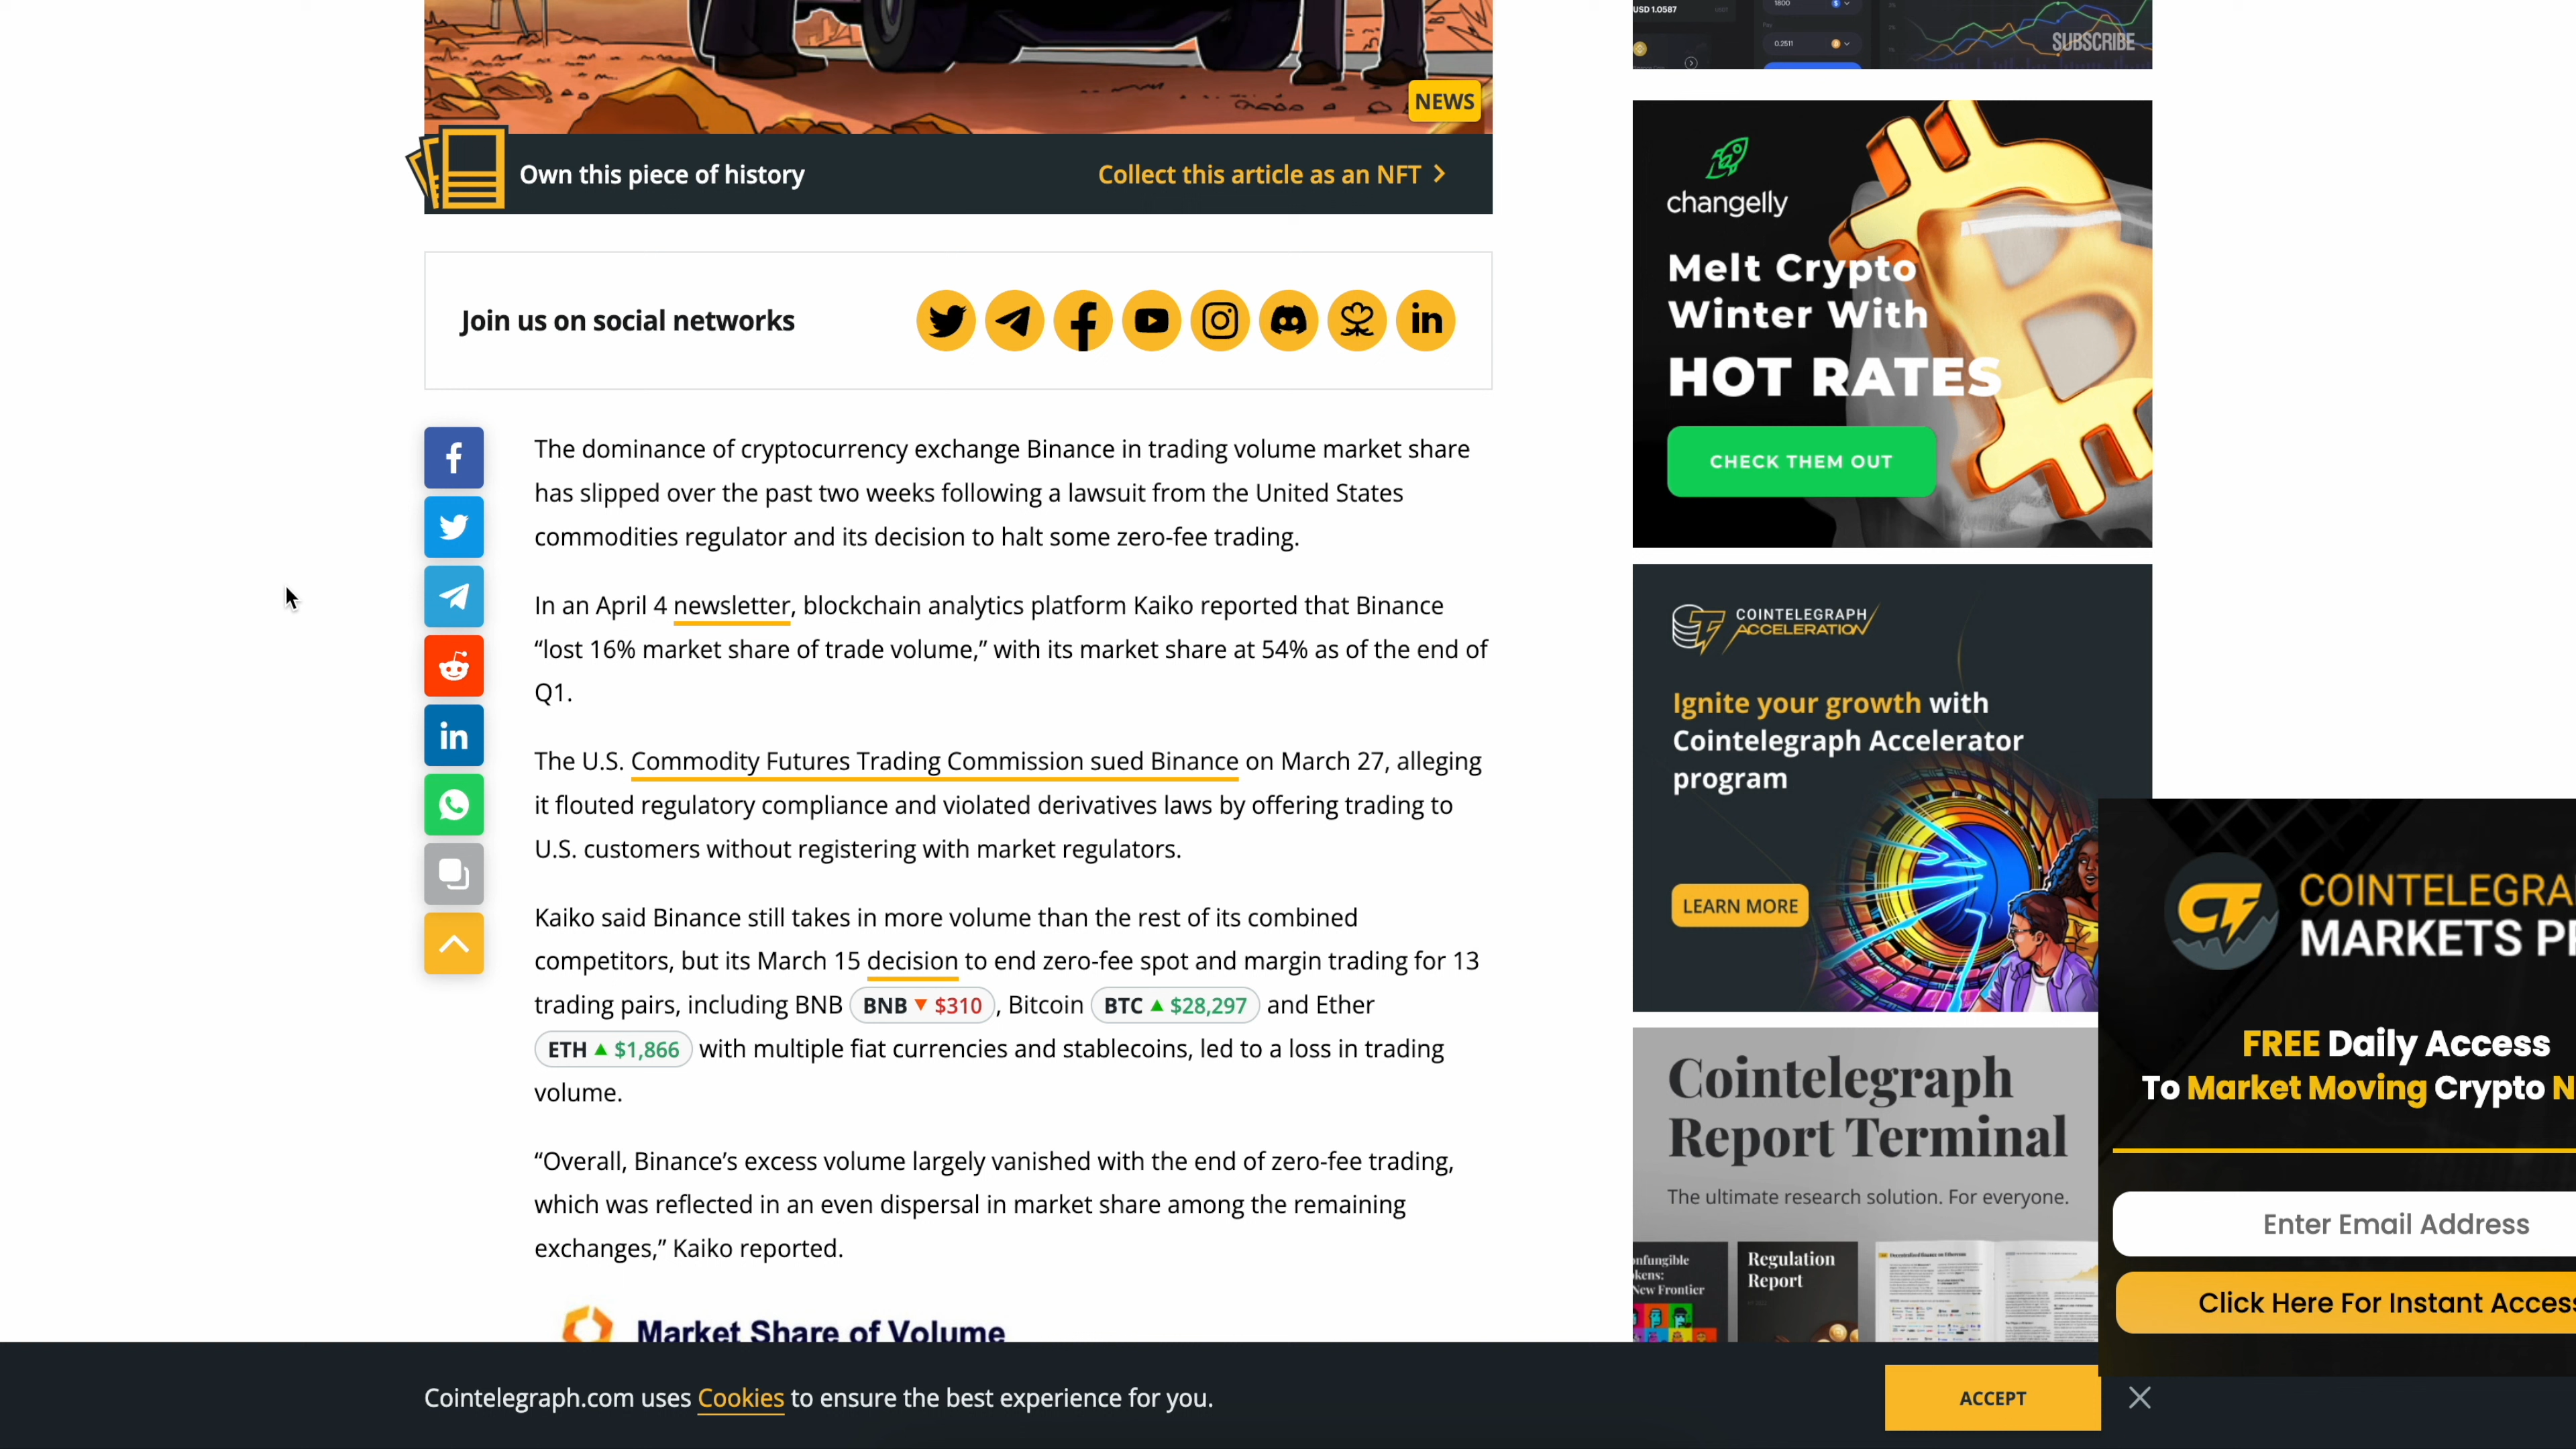 NEWS
Own this piece of history
Collect this article as an NFT
Join us on social networks
The dominance of cryptocurrency exchange Binance in trading volume market share
has slipped over the past two weeks following a lawsuit from the United States
commodities regulator and its decision to halt some zero-fee trading.
In an April 4 newsletter, blockchain analytics platform Kaiko reported that Binance
“lost 16% market share of trade volume,” with its market share at 54% as of the end of
Q1.
The U.S. Commodity Futures Trading Commission sued Binance on March 27, alleging
it flouted regulatory compliance and violated derivatives laws by offering trading to
U.S. customers without registering with market regulators.
Kaiko said Binance still takes in more volume than the rest of its combined
competitors, but its March 15 decision to end zero-fee spot and margin trading for 13
trading pairs, including BNB BNB ▼ $310 , Bitcoin BTC ▲ $28,297 and Ether
ETH ▲ $1,866 with multiple fiat currencies and stablecoins, led to a loss in trading
volume.
“Overall, Binance’s excess volume largely vanished with the end of zero-fee trading,
which was reflected in an even dispersal in market share among the remaining
exchanges,” Kaiko reported.
Market Share of Volume
USD 1.0587
1800
0.2511
SUBSCRIBE
changelly
Melt Crypto
Winter With
HOT RATES
CHECK THEM OUT
COINTELEGRAPH
ACCELERATION
Ignite your growth with
Cointelegraph Accelerator
program
LEARN MORE
Cointelegraph
Report Terminal
The ultimate research solution. For everyone.
onfungible
kens:
New Frontier
Regulation
Report
COINTELEGRA
MARKETS P
FREE Daily Access
To Market Moving Crypto N
Enter Email Address
Click Here For Instant Acces
Cointelegraph.com uses Cookies to ensure the best experience for you.
ACCEPT